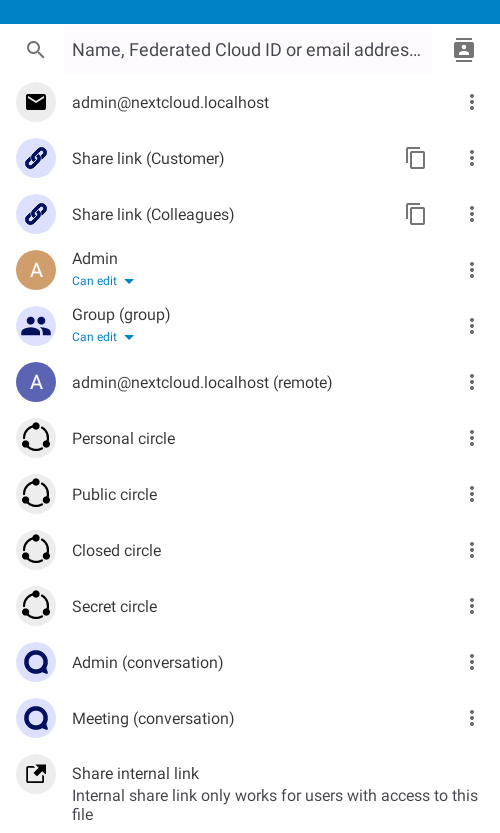 Name, Federated Cloud ID or email addres...
admin@nextcloud.localhost
Share link (Customer)
Share link (Colleagues)
A
Admin
Can edit
Group (group)
Can edit
A
admin@nextcloud.localhost (remote)
Personal circle
Public circle
Closed circle
Secret circle
Admin (conversation)
Meeting (conversation)
Share internal link
Internal share link only works for users with access to this
file